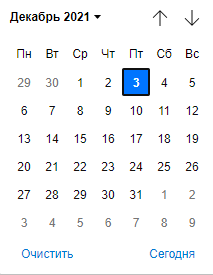 Декабрь 2021
Пн Вт Ср Чт Пт Сб Вс
29 30 1 2 3 4 5
6 7 8 9 10 11 12
13 14 15 16 17 18 19
20 21 22 23 24 25 26
27 28 29 30 31 1 2
3 4 5 6 7 8 9
Очистить Сегодня